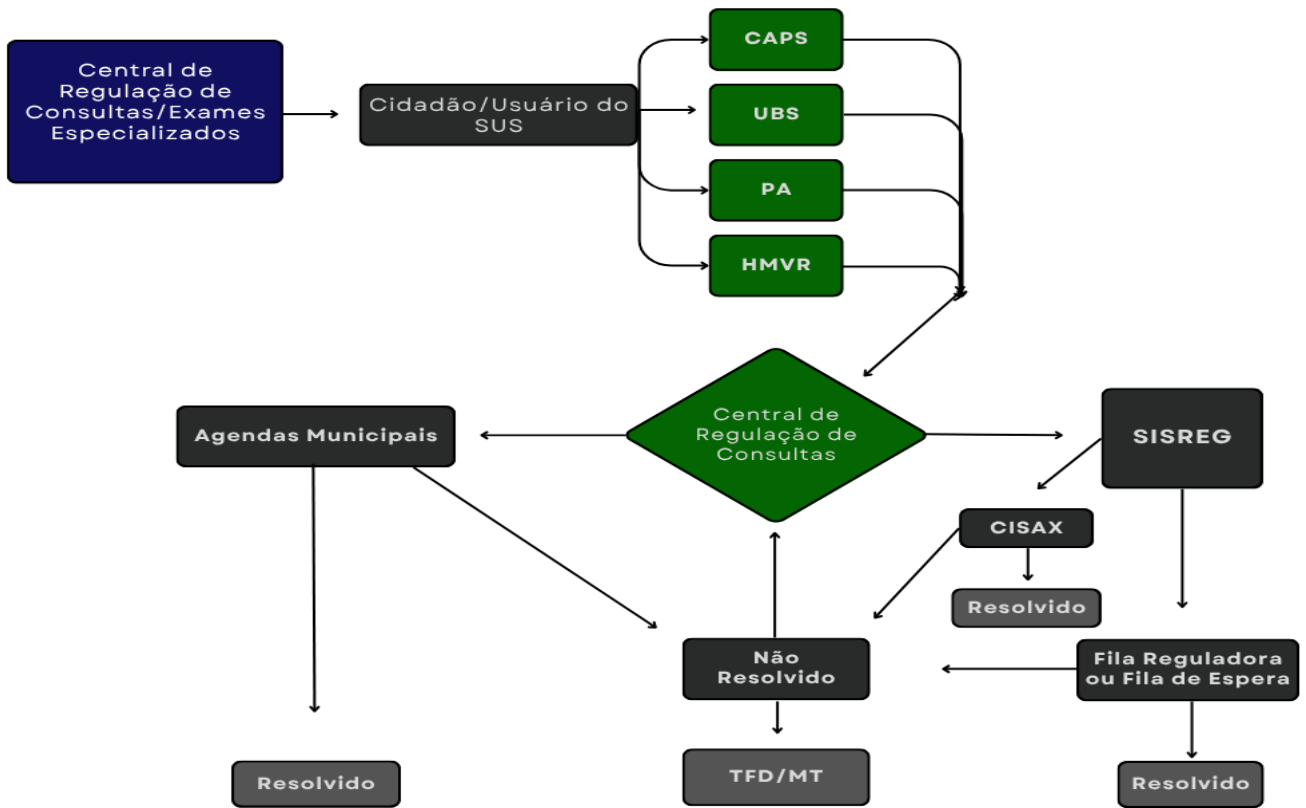 Central de
Regulação de
Consultas/Exames
Especializados
Cidadão/Usuário do
SUS
CAPS
UBS
PA
HMVR
Central de
Regulação de
Consultas
Agendas Municipais
SISREG
CISAX
Resolvido
Não
Resolvido
Fila Reguladora
ou Fila de Espera
Resolvido
TFD/MT
Resolvido